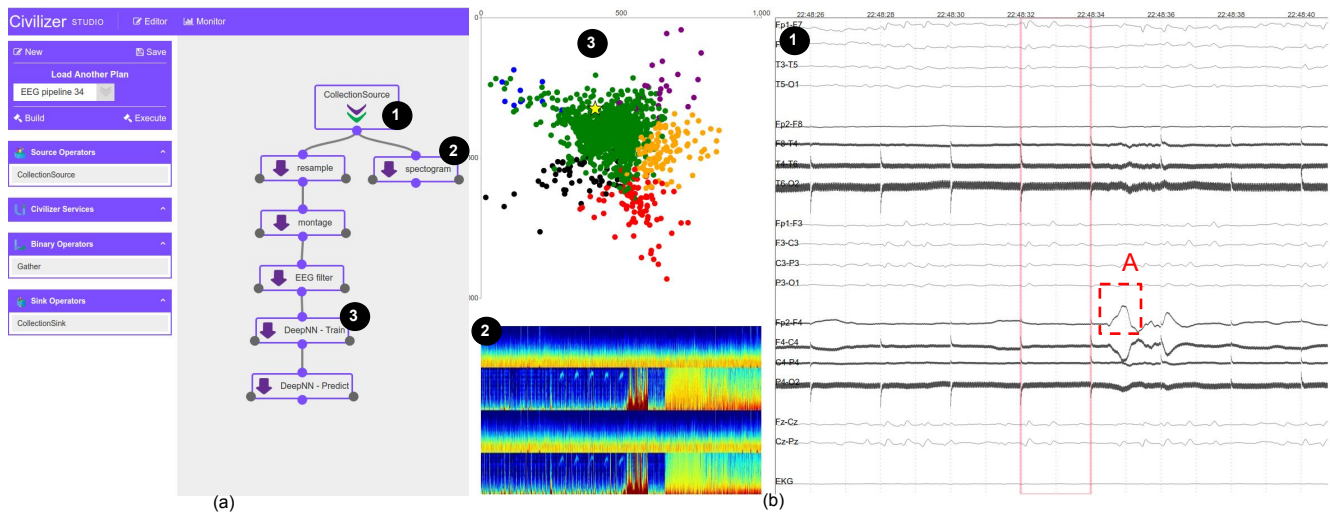 Civilizer STUDIO
Editor
Monitor
New
Save
Load Another Plan
EEG pipeline 34
Build
Execute
Source Operators
CollectionSource
Civilizer Services
Binary Operators
Gather
Sink Operators
CollectionSink
CollectionSource
1
2
resample
spectogram
montage
EEG filter
3
DeepNN - Train
DeepNN - Predict
(a)
0
500
1,000
3
2
22:48:26
22:48:28
22:48:30
22:48:32
22:48:34
22:48:36
22:48:38
22:48:40
Fp1-F7
1
T3-T5
T5-O1
Fp2-F8
F8-T4
T4-T6
T6-O2
Fp1-F3
F3-C3
C3-P3
A
P3-O1
Fp2-F4
F4-C4
C4-P4
P4-O2
Fz-Cz
Cz-Pz
EKG
(b)